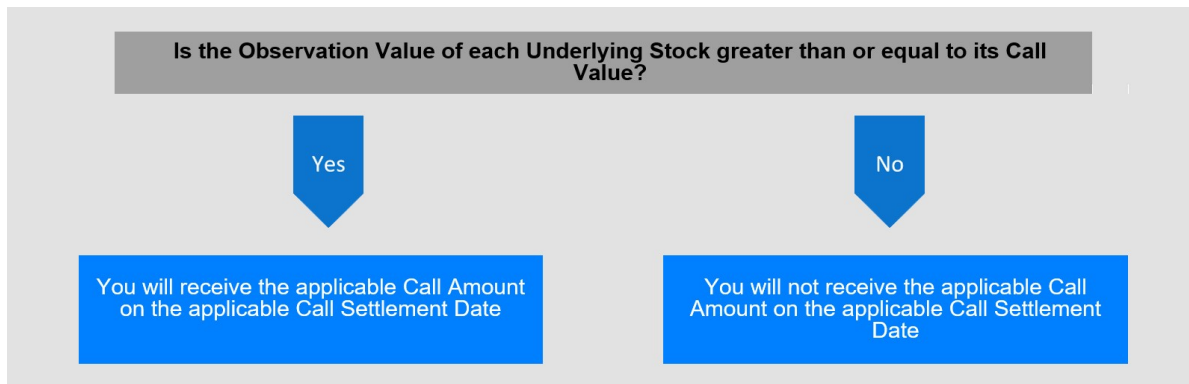 Is the Observation Value of each Underlying Stock greater than or equal to its Call
Value?
Yes
No
You will receive the applicable Call Amount
on the applicable Call Settlement Date
You will not receive the applicable Call
Amount on the applicable Call Settlement
Date